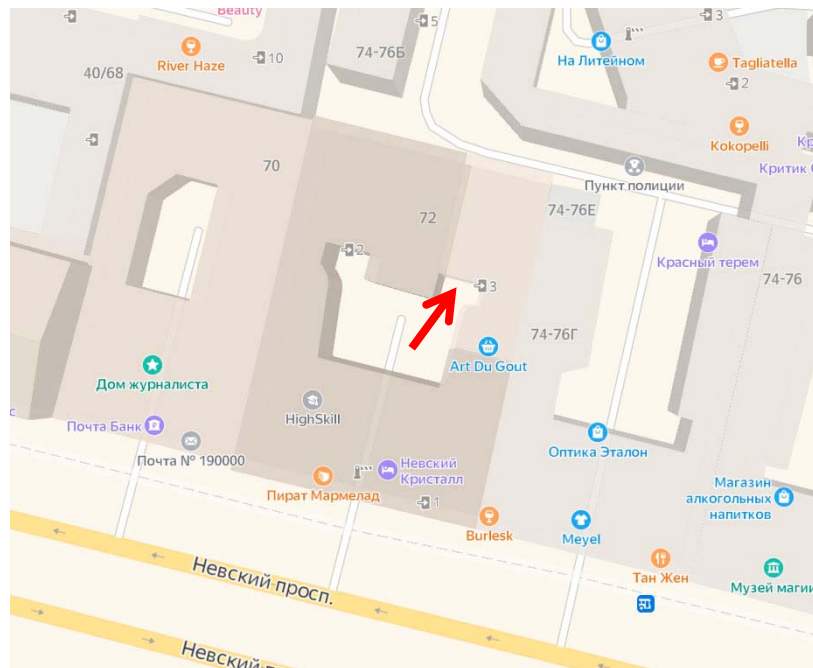 Beauty
5
3
River Haze
10
74-76Б
На Литейном
Tagliatella
40/68
2
Kokopelli
70
Пункт полиции
Критик
72
74-76Е
2
Красный терем
3
74-76
74-76Г
Art Du Gout
Дом журналиста
HighSkill
Почта Банк
Почта № 190000
Оптика Эталон
Невский
Кристалл
Пират Мармелад
1
Магазин
алкогольных
напитков
Burlesk
Meyel
Тан Жен
Музей магии
Невский просп.
Невский